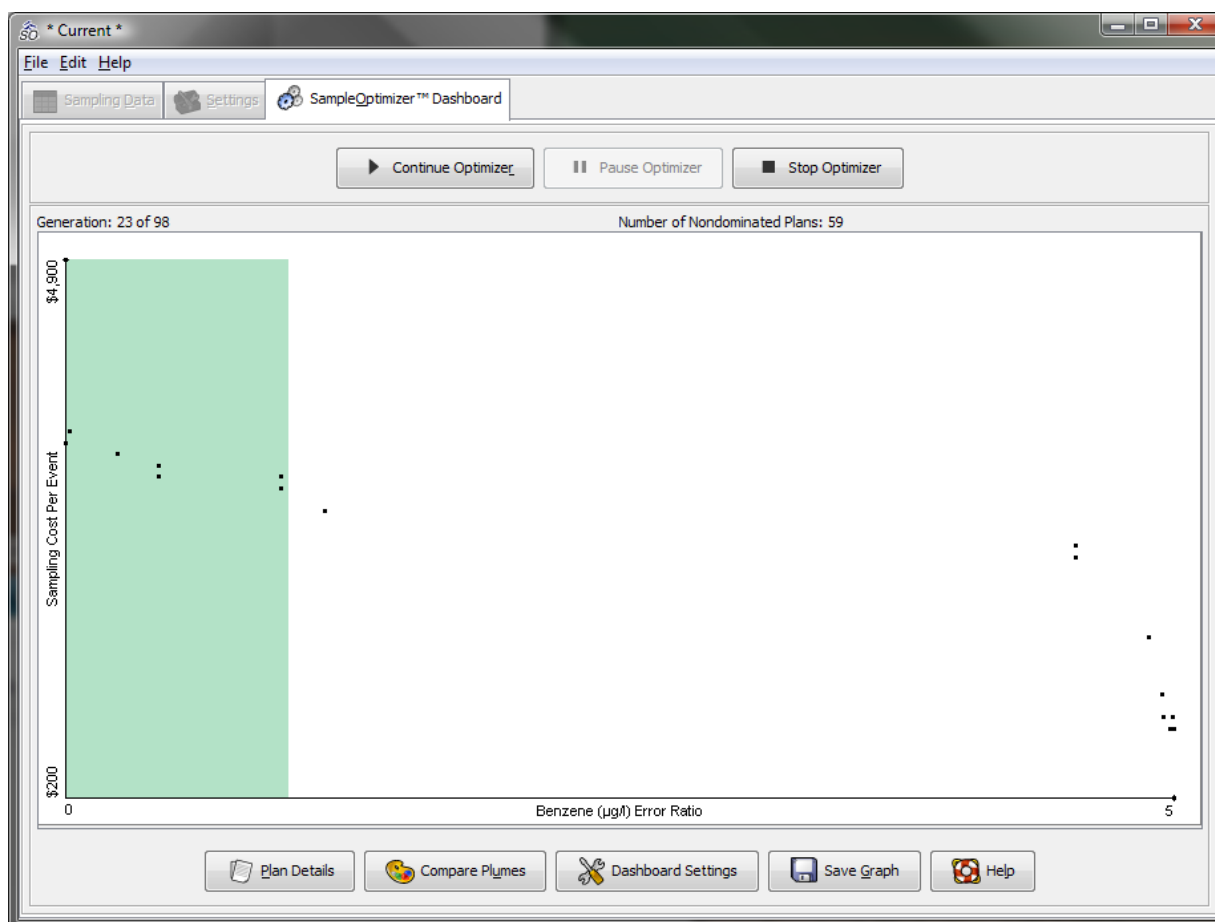 * Current *
File Edit Help
Sampling Data Settings SampleOptimizer™ Dashboard
Continue Optimizer Pause Optimizer Stop Optimizer
Generation: 23 of 98 Number of Nondominated Plans: 59
$4,900
Sampling Cost Per Event
$200
0 Benzene (µg/l) Error Ratio 5
Plan Details Compare Plumes Dashboard Settings Save Graph Help